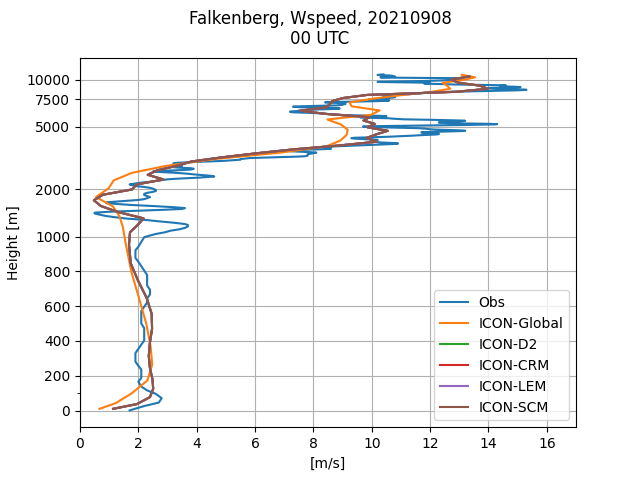 Falkenberg, Wspeed, 20210908
00 UTC
10000
7500
5000
2000
1000
800
600
400
200
0
Height [m]
Obs
ICON-Global
ICON-D2
ICON-CRM
ICON-LEM
ICON-SCM
0 2 4 6 8 10 12 14 16
[m/s]